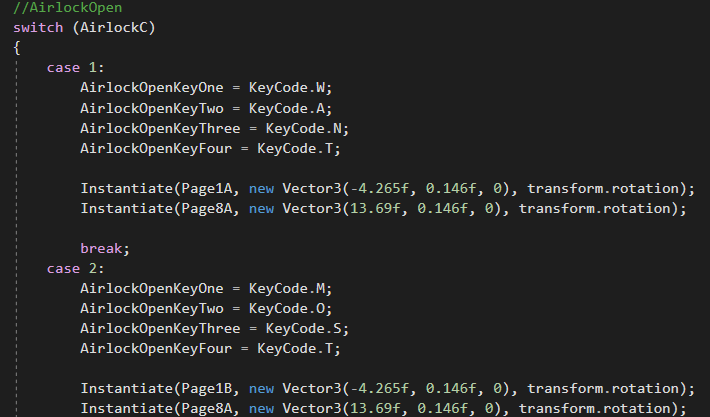 //AirlockOpen
switch (AirlockC)
{
case 1:
AirlockOpenKeyOne = KeyCode.W;
AirlockOpenKeyTwo = KeyCode.A;
AirlockOpenKeyThree = KeyCode.N;
AirlockOpenKeyFour = KeyCode.T;
Instantiate(Page1A, new Vector3(-4.265f, 0.146f, 0), transform.rotation);
Instantiate(Page8A, new Vector3(13.69f, 0.146f, 0), transform.rotation);
break;
case 2:
AirlockOpenKeyOne = KeyCode.M;
AirlockOpenKeyTwo = KeyCode.O;
AirlockOpenKeyThree = KeyCode.S;
AirlockOpenKeyFour = KeyCode.T;
Instantiate(Page1B, new Vector3(-4.265f, 0.146f, 0), transform.rotation);
Instantiate(Page8A, new Vector3(13.69f, 0.146f, 0), transform.rotation);